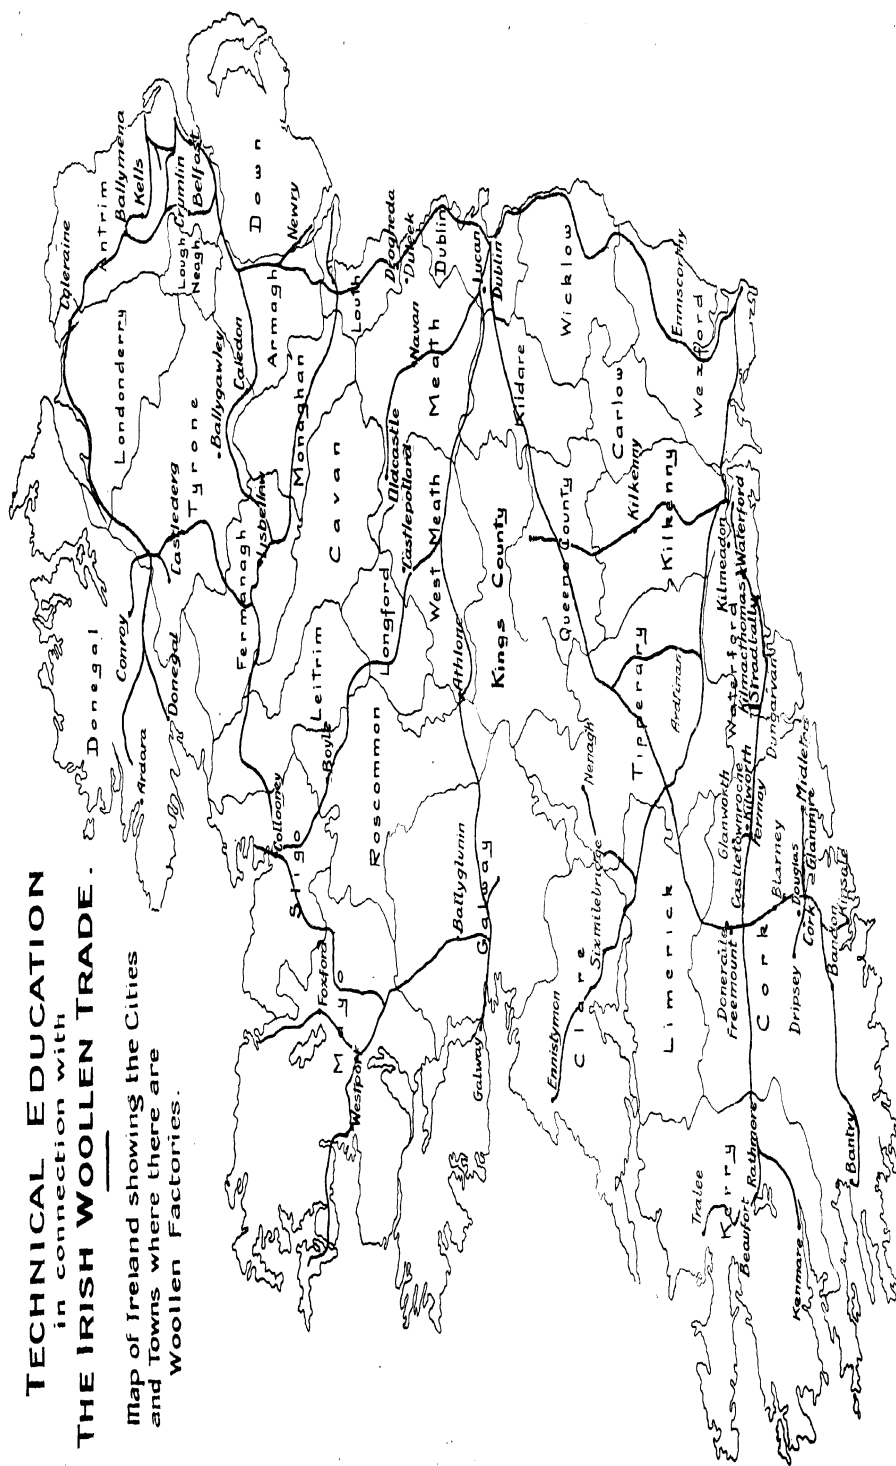 TECHNICAL EDUCATION
in connection with
THE IRISH WOOLLEN TRADE.
Map of Ireland showing the Cities
and Towns where there are
Woollen Factories.
Donegal
Ardara
Conroy
Donegal
Londonderry
Coleraine
Antrim
Ballymena
Kells
Crumlin
Lough
Neagh
Belfast
Down
Newry
Tyrone
Castlederg
Ballygawley
Caledon
Armagh
Fermanagh
Lisbellaw
Monaghan
Cavan
Louth
Leitrim
Sligo
Collooney
Boyle
Roscommon
Longford
Mayo
Foxford
Westport
Galway
Ballyglunin
Galway
Drogheda
Duleek
Meath
Navan
Oldcastle
Castlepollard
West Meath
Athlone
Dublin
Lucan
Dublin
Kildare
Kings County
Queens County
Wicklow
Carlow
Kilkenny
Kilkenny
Wexford
Enniscorthy
Clare
Ennistymon
Sixmilebridge
Nenagh
Tipperary
Ardfinan
Limerick
Kilmeadon
Waterford
Waterford
Kilmacthomas
Stradbally
Dungarvan
Glanworth
Castletownroche
Kilworth
Fermoy
Doneraile
Freemount
Cork
Blarney
Douglas
Cork
Glanmire
Midleton
Dripsey
Bandon
Kinsale
Bantry
Kerry
Tralee
Rathmore
Beaufort
Kenmare